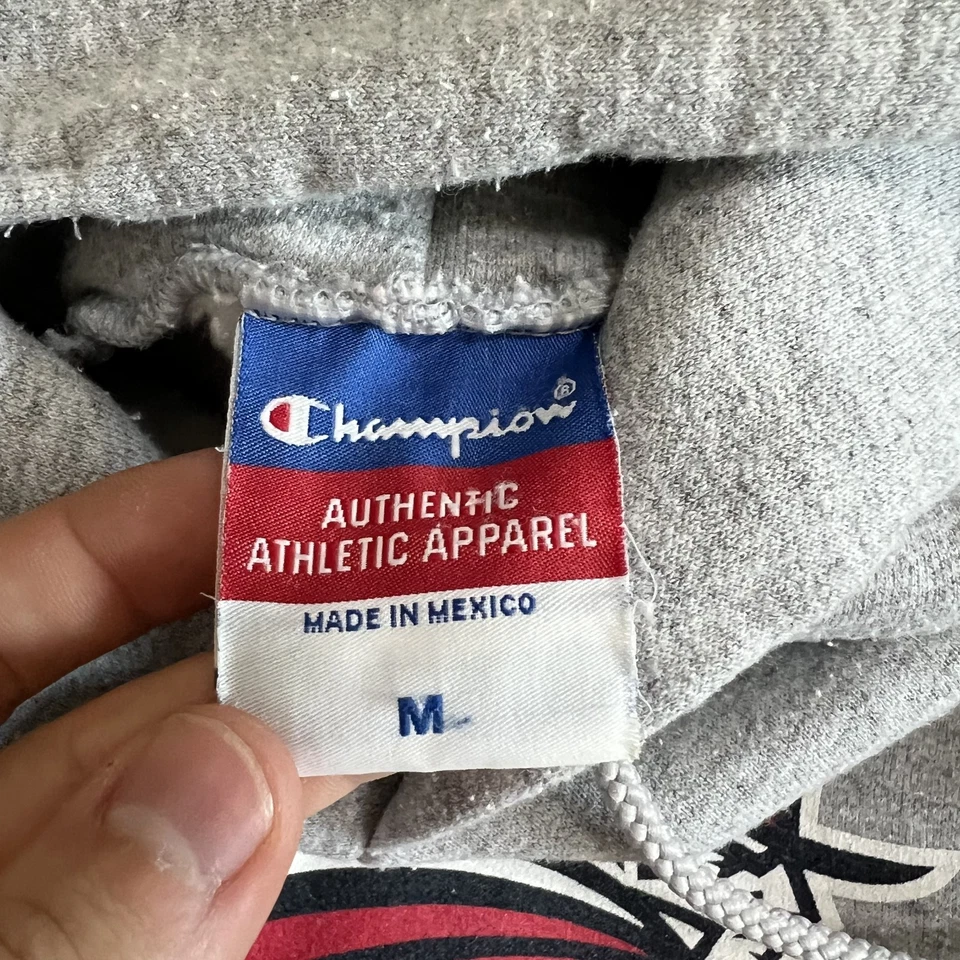 Champion®
AUTHENTIC
ATHLETIC APPAREL
MADE IN MEXICO
M